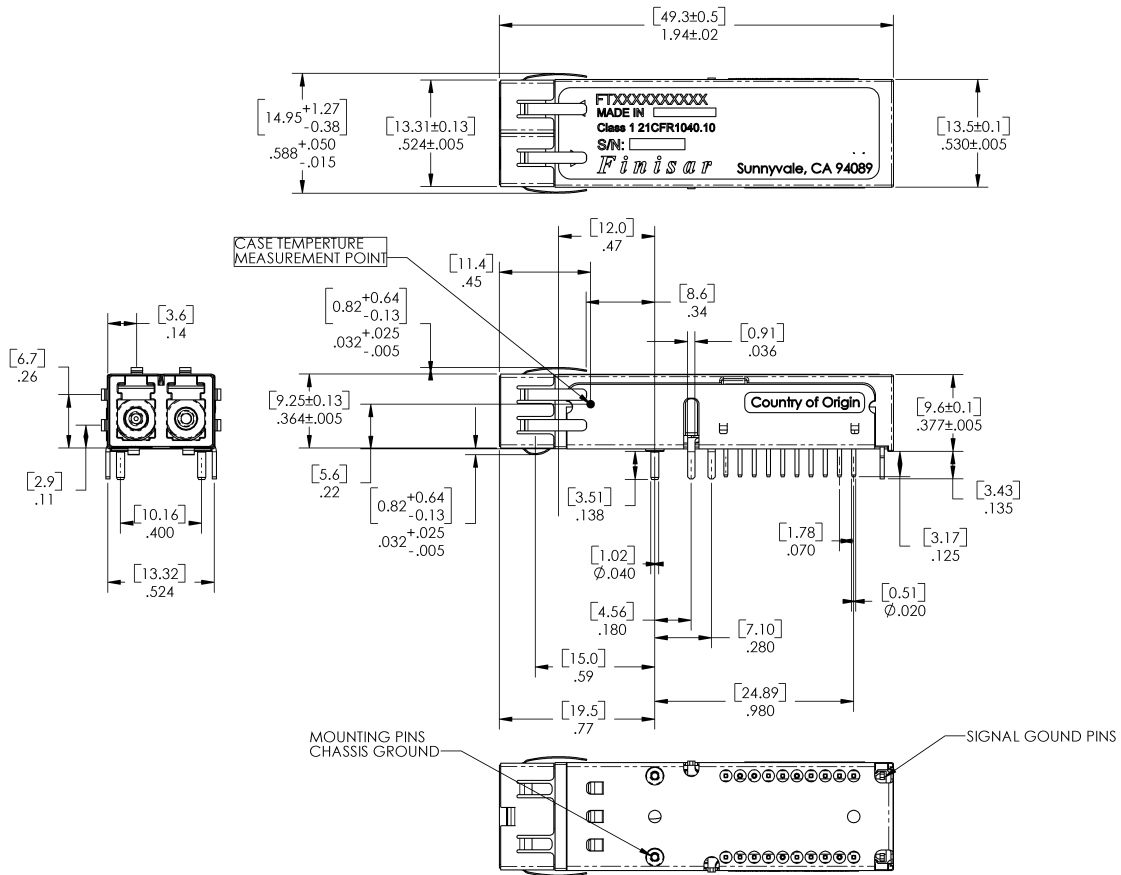 [49.3±0.5]
1.94±.02
[14.95 +1.27 -0.38]
.588 +.050 -.015
[13.31±0.13]
.524±.005
FTXXXXXXXXXX
MADE IN
Class 1 21CFR1040.10
S/N:
Finisar Sunnyvale, CA 94089
[13.5±0.1]
.530±.005
[12.0]
.47
CASE TEMPERTURE
MEASUREMENT POINT
[11.4]
.45
[0.82 +0.64 -0.13]
.032 +.025 -.005
[8.6]
.34
[0.91]
.036
[3.6]
.14
[6.7]
.26
[9.25±0.13]
.364±.005
Country of Origin
[9.6±0.1]
.377±.005
[2.9]
.11
[5.6]
.22
[0.82 +0.64 -0.13]
.032 +.025 -.005
[3.51]
.138
[3.43]
.135
[10.16]
.400
[1.78]
.070
[3.17]
.125
[13.32]
.524
[1.02]
Ø.040
[0.51]
Ø.020
[4.56]
.180
[7.10]
.280
[15.0]
.59
[24.89]
.980
[19.5]
.77
MOUNTING PINS
CHASSIS GROUND
SIGNAL GOUND PINS